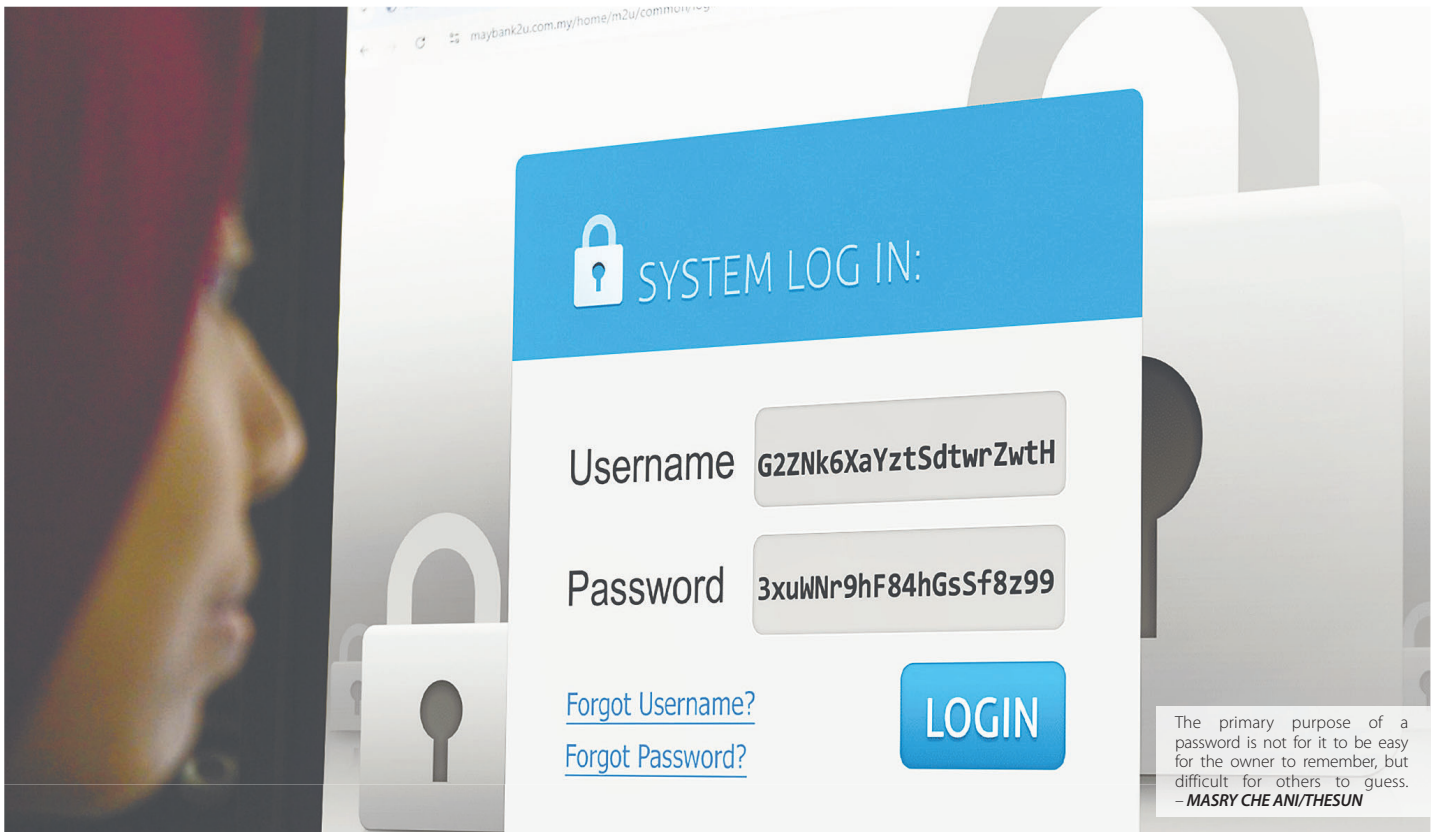 maybank2u.com.my/home/m2u/common/log
SYSTEM LOG IN:
Username
G2ZNk6XaYztSdtwrZwtH
Password
3xuWNr9hF84hGsSf8z99
Forgot Username?
Forgot Password?
LOGIN
The primary purpose of a
password is not for it to be easy
for the owner to remember, but
difficult for others to guess.
– MASRY CHE ANI/THESUN